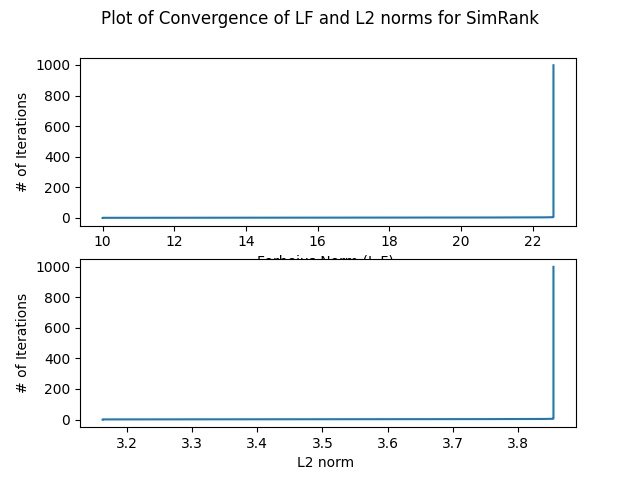 Plot of Convergence of LF and L2 norms for SimRank
1000
800
600
400
200
0
# of Iterations
10 12 14 16 18 20 22
Forbeius Norm (L-F)
1000
800
600
400
200
0
# of Iterations
3.2 3.3 3.4 3.5 3.6 3.7 3.8
L2 norm